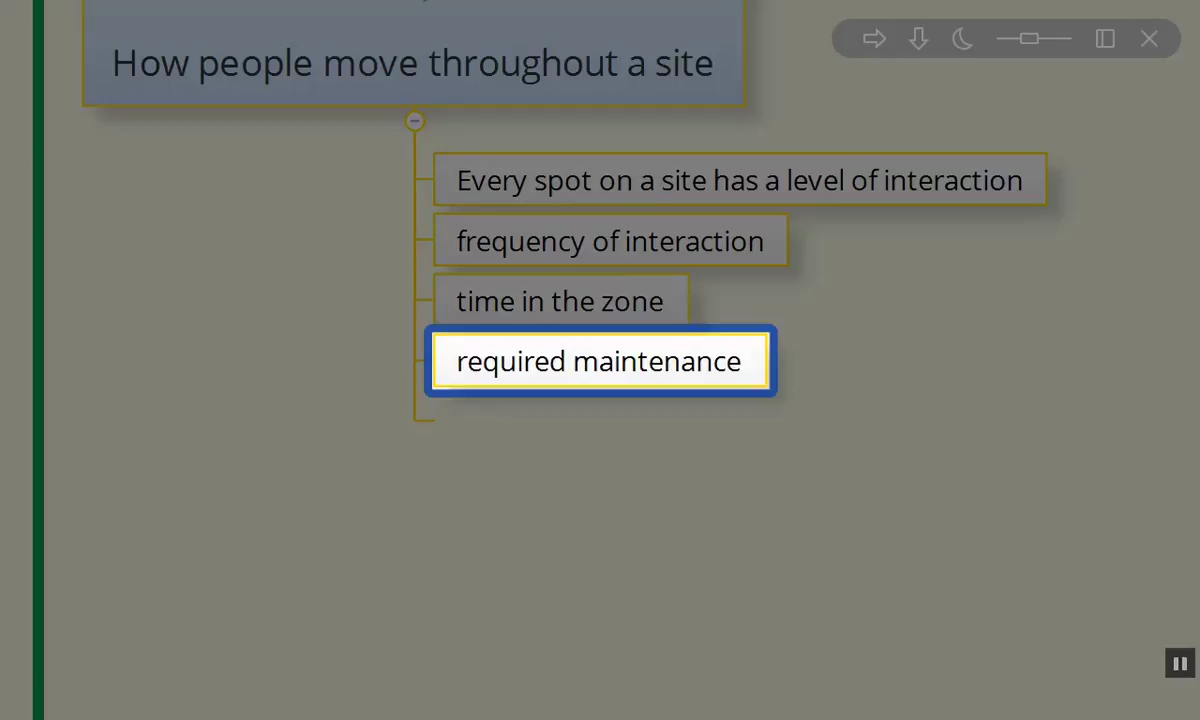 How people move throughout a site
Every spot on a site has a level of interaction
frequency of interaction
time in the zone
required maintenance